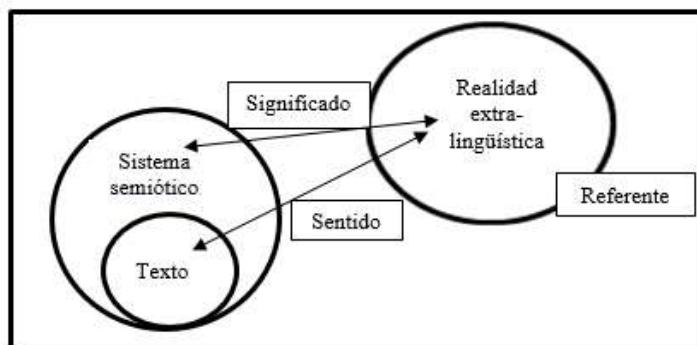 Significado
Realidad
extra-
lingüística
Sistema
semiótico
Referente
Sentido
Texto